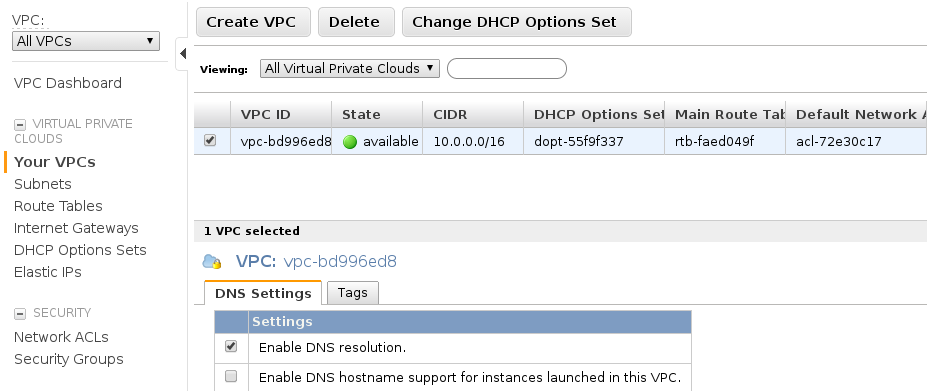 VPC:
All VPCs
VPC Dashboard
VIRTUAL PRIVATE
CLOUDS
Your VPCs
Subnets
Route Tables
Internet Gateways
DHCP Options Sets
Elastic IPs
SECURITY
Network ACLs
Security Groups
Create VPC Delete Change DHCP Options Set
Viewing: All Virtual Private Clouds
VPC ID State CIDR DHCP Options Set Main Route Tab Default Network A
vpc-bd996ed8 available 10.0.0.0/16 dopt-55f9f337 rtb-faed049f acl-72e30c17
1 VPC selected
VPC: vpc-bd996ed8
DNS Settings Tags
Settings
Enable DNS resolution.
Enable DNS hostname support for instances launched in this VPC.